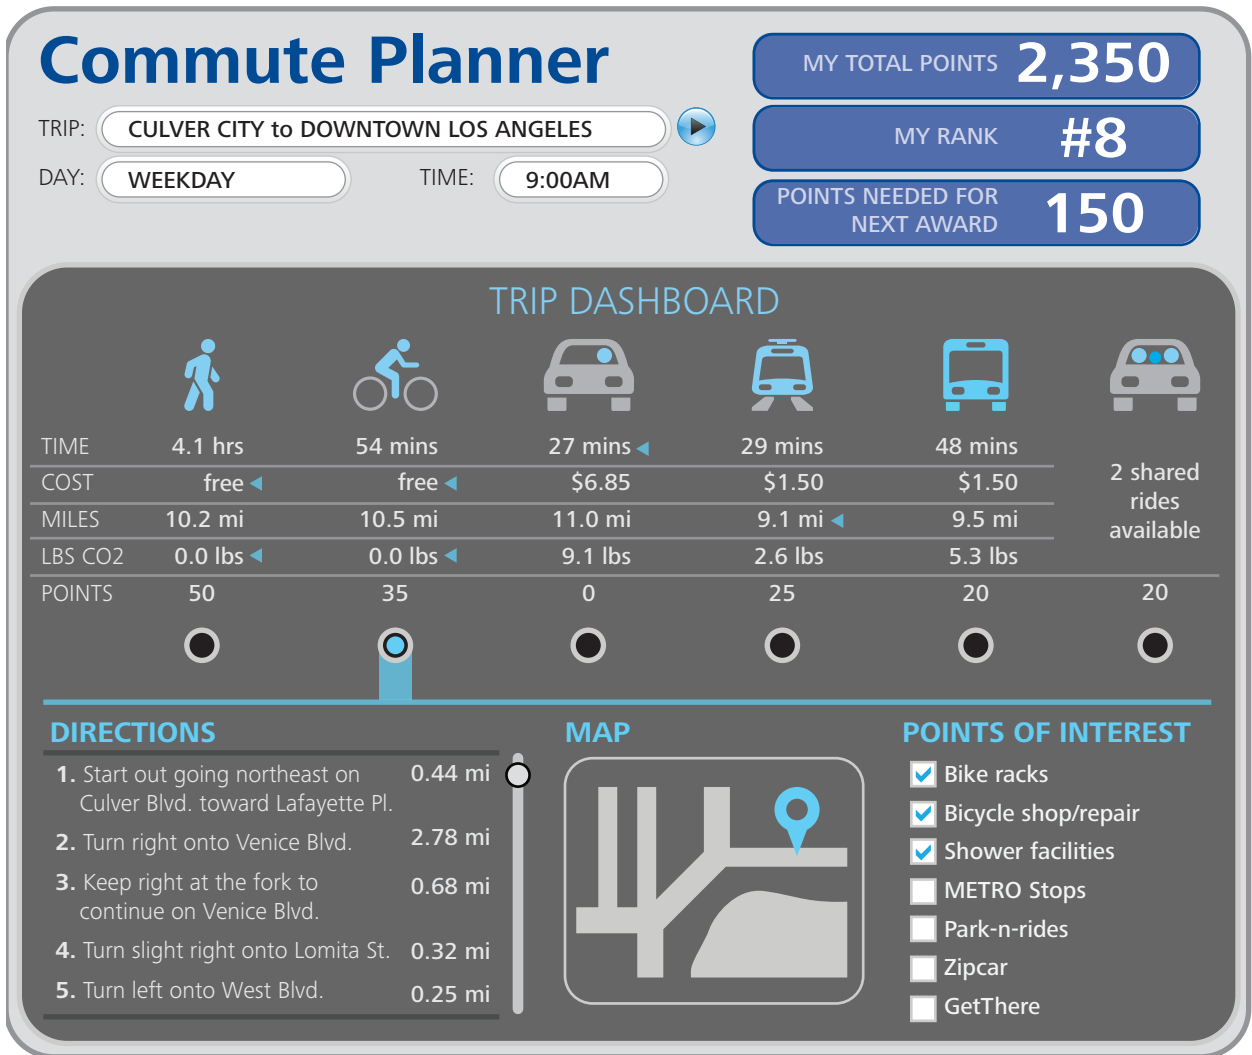 Commute Planner
TRIP: CULVER CITY to DOWNTOWN LOS ANGELES
DAY: WEEKDAY TIME: 9:00AM
MY TOTAL POINTS 2,350
MY RANK #8
POINTS NEEDED FOR
NEXT AWARD 150
TRIP DASHBOARD
TIME 4.1 hrs 54 mins 27 mins 29 mins 48 mins
COST free free $6.85 $1.50 $1.50
MILES 10.2 mi 10.5 mi 11.0 mi 9.1 mi 9.5 mi
LBS CO2 0.0 lbs 0.0 lbs 9.1 lbs 2.6 lbs 5.3 lbs
2 shared
rides
available
POINTS 50 35 0 25 20 20
DIRECTIONS
1. Start out going northeast on 0.44 mi
Culver Blvd. toward Lafayette Pl.
2. Turn right onto Venice Blvd. 2.78 mi
3. Keep right at the fork to 0.68 mi
continue on Venice Blvd.
4. Turn slight right onto Lomita St. 0.32 mi
5. Turn left onto West Blvd. 0.25 mi
MAP
POINTS OF INTEREST
Bike racks
Bicycle shop/repair
Shower facilities
METRO Stops
Park-n-rides
Zipcar
GetThere